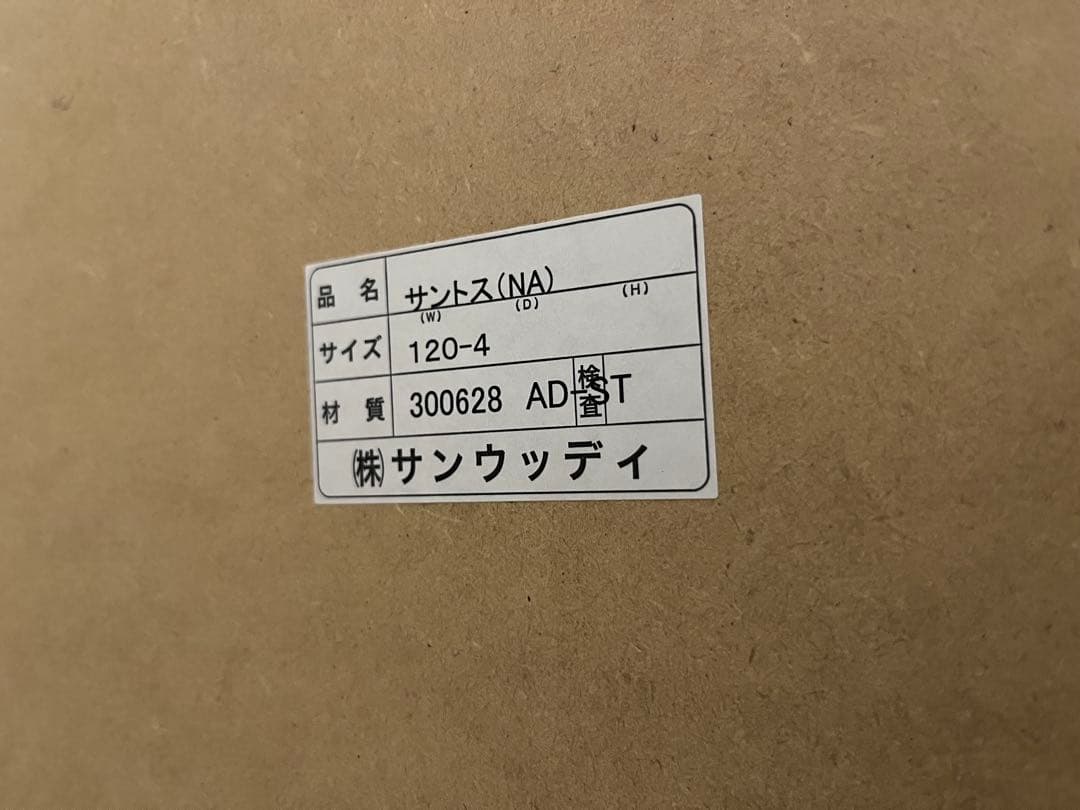 品名 サントス(NA)
(W) (D) (H)
サイズ 120-4
材質 300628 AD-ST 検査
㈱サンウッディ